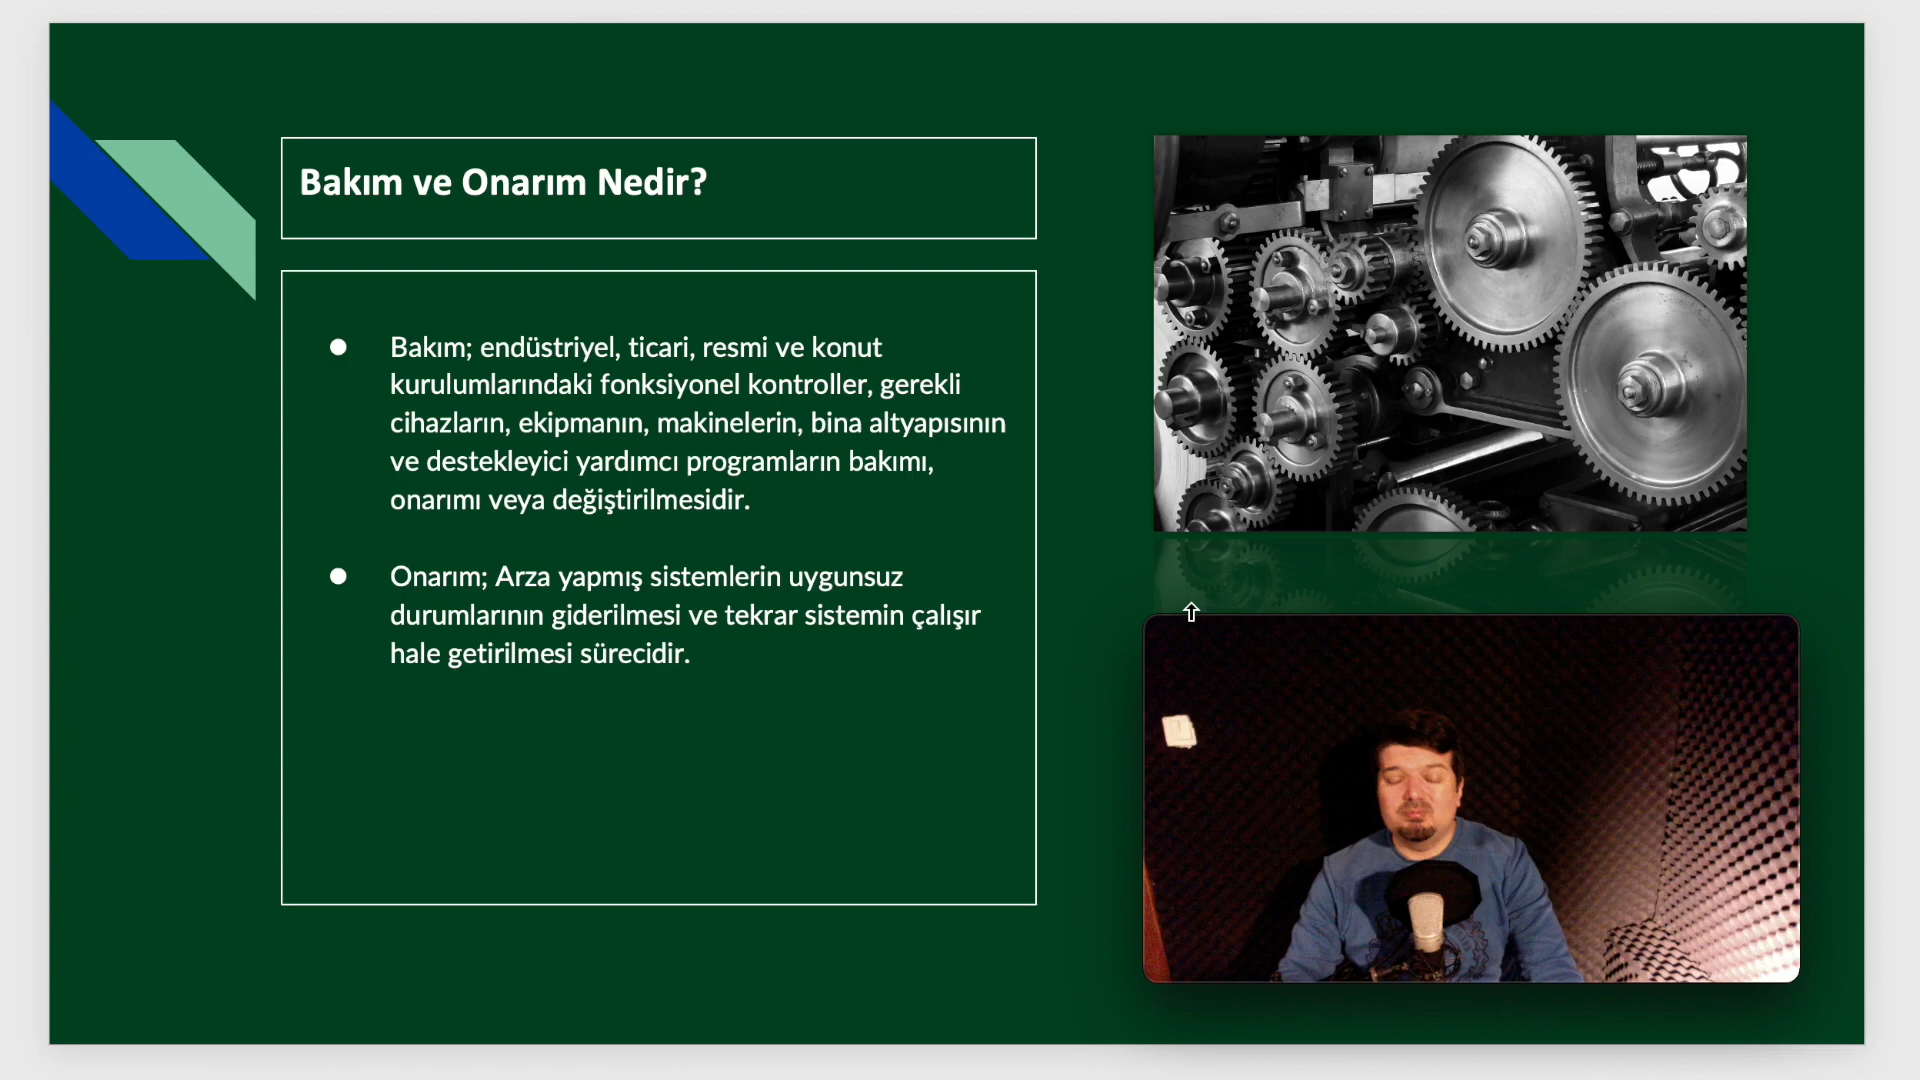 Bakım ve Onarım Nedir?
Bakım; endüstriyel, ticari, resmi ve konut
kurulumlarındaki fonksiyonel kontroller, gerekli
cihazların, ekipmanın, makinelerin, bina altyapısının
ve destekleyici yardımcı programların bakımı,
onarımı veya değiştirilmesidir.
Onarım; Arza yapmış sistemlerin uygunsuz
durumlarının giderilmesi ve tekrar sistemin çalışır
hale getirilmesi sürecidir.